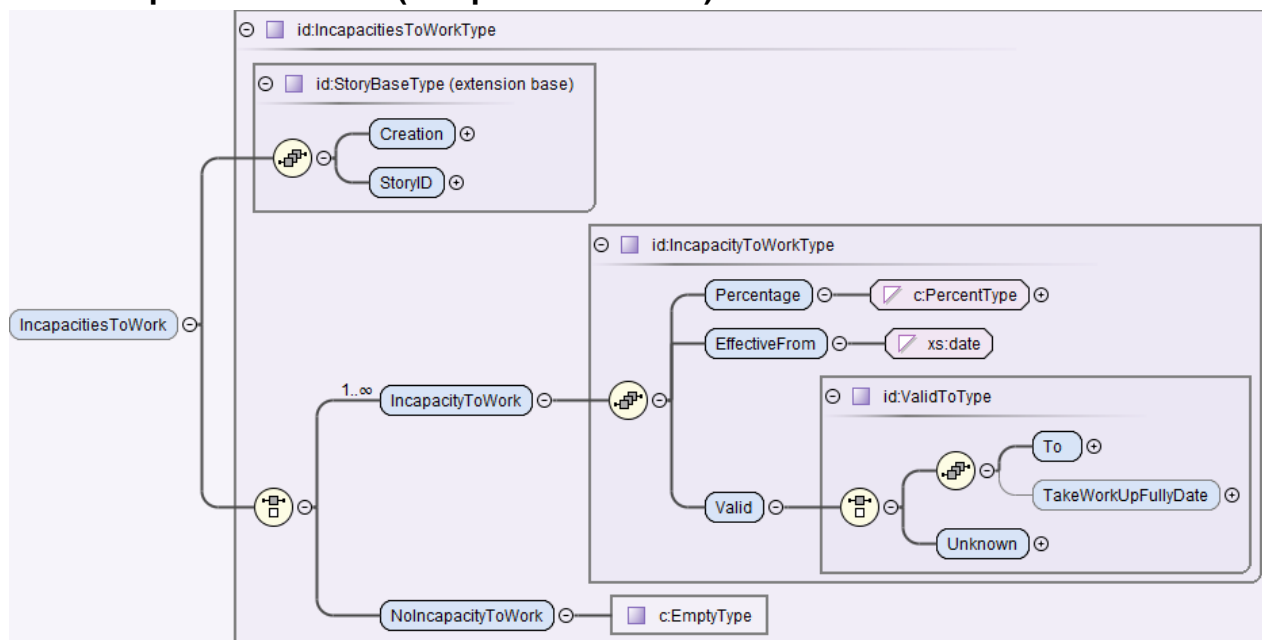 id:IncapacitiesToWorkType
id:StoryBaseType (extension base)
Creation
StoryID
id:IncapacityToWorkType
Percentage
c:PercentType
IncapacitiesToWork
EffectiveFrom
xs:date
1..∞
IncapacityToWork
id:ValidToType
To
TakeWorkUpFullyDate
Valid
Unknown
NoIncapacityToWork
c:EmptyType